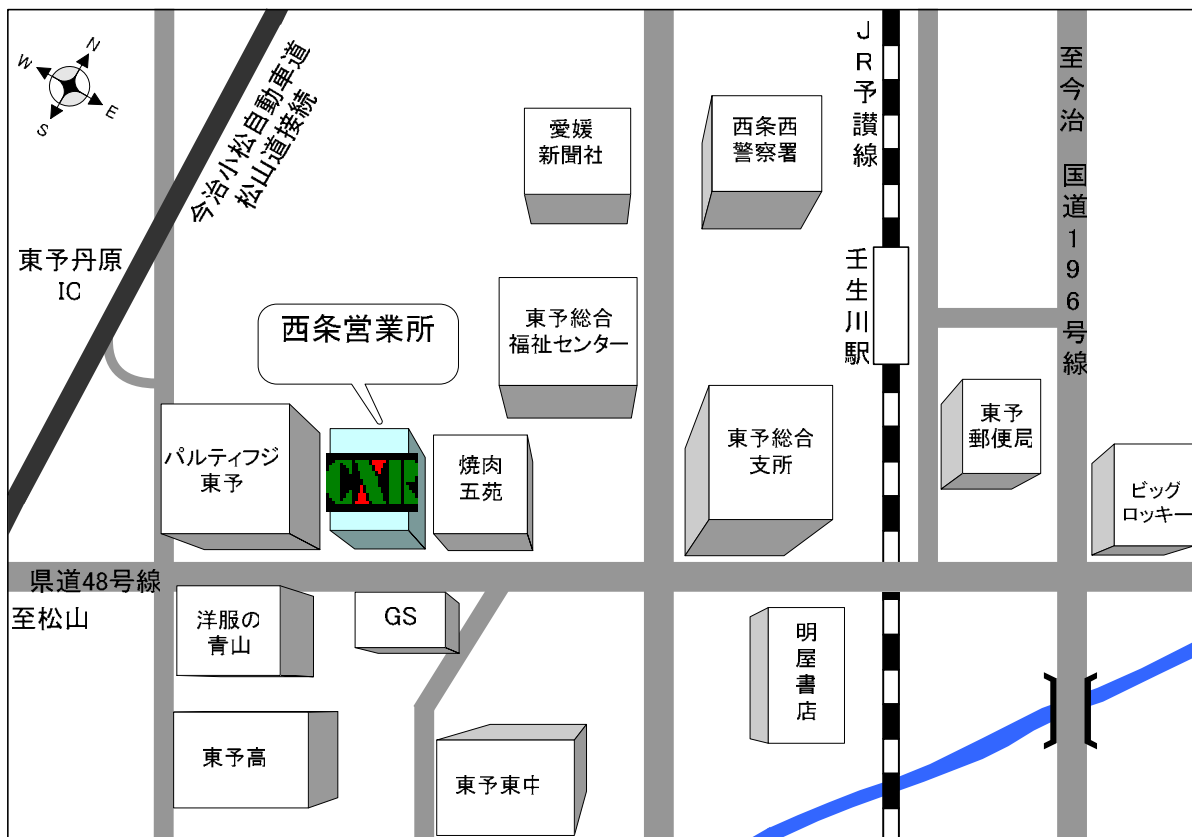 N
W
E
S
今治小松自動車道
松山道接続
東予丹原
IC
西条営業所
愛媛
新聞社
西条西
警察署
JR予讃線
壬生川駅
至今治 国道196号線
東予総合
福祉センター
パルティフジ
東予
CXR
焼肉
五苑
東予総合
支所
東予
郵便局
ビッグ
ロッキー
県道48号線
至松山
洋服の
青山
GS
明屋書店
東予高
東予東中